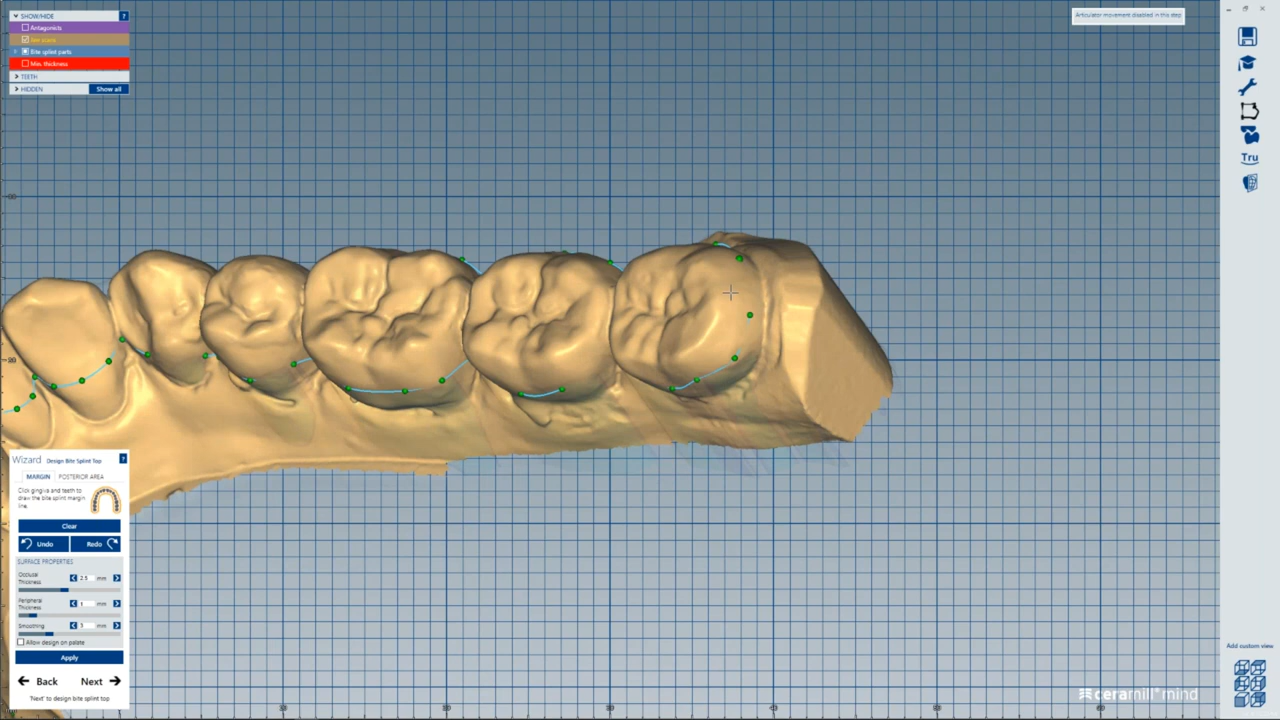 SHOW/HIDE ?
Antagonists
Bite splint parts
Min. thickness
TEETH
HIDDEN Show all
Articulator movement disabled in this step
Tru
20
Wizard Design Bite Splint Top ?
MARGIN POSTERIOR AREA
Click gingiva and teeth to
draw the bite splint margin
line.
Clear
Undo Redo
SURFACE PROPERTIES
Occlusal
Thickness 2.5 mm
Peripheral
Thickness 1 mm
Smoothing 3 mm
Allow design on palate
Apply
Back Next
'Next' to design bite splint top
Add custom view
ceramill mind